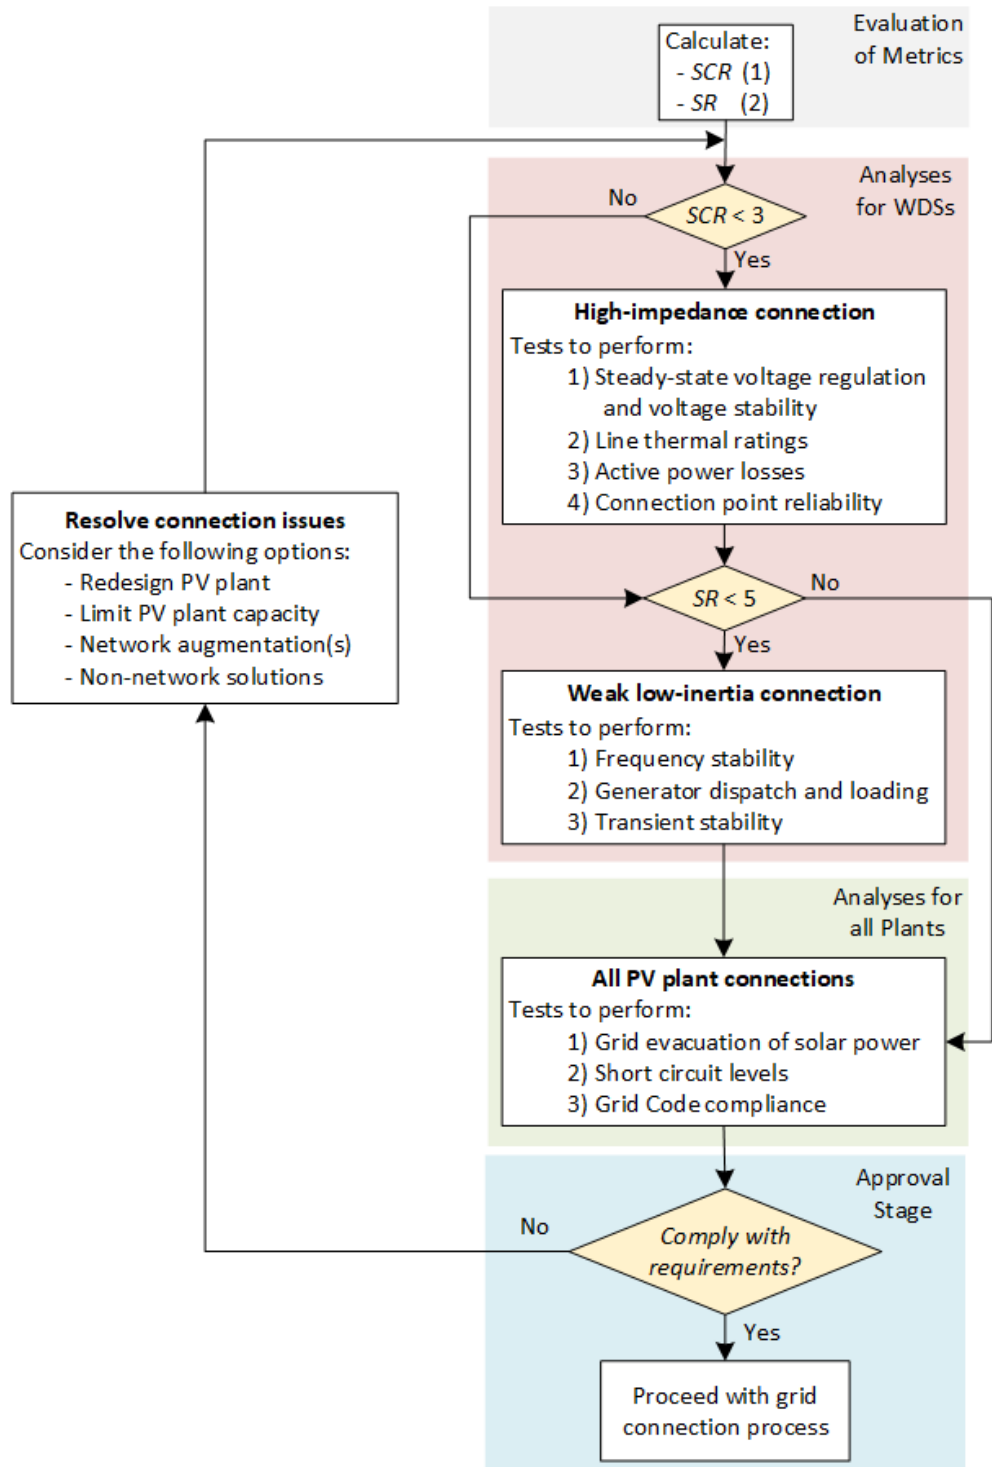 Evaluation
of Metrics
Calculate:
- SCR (1)
- SR (2)
Analyses
for WDSs
No
SCR < 3
Yes
High-impedance connection
Tests to perform:
1) Steady-state voltage regulation
and voltage stability
2) Line thermal ratings
3) Active power losses
4) Connection point reliability
Resolve connection issues
Consider the following options:
- Redesign PV plant
- Limit PV plant capacity
- Network augmentation(s)
- Non-network solutions
SR < 5
No
Yes
Weak low-inertia connection
Tests to perform:
1) Frequency stability
2) Generator dispatch and loading
3) Transient stability
Analyses for
all Plants
All PV plant connections
Tests to perform:
1) Grid evacuation of solar power
2) Short circuit levels
3) Grid Code compliance
Approval
Stage
No
Comply with
requirements?
Yes
Proceed with grid
connection process